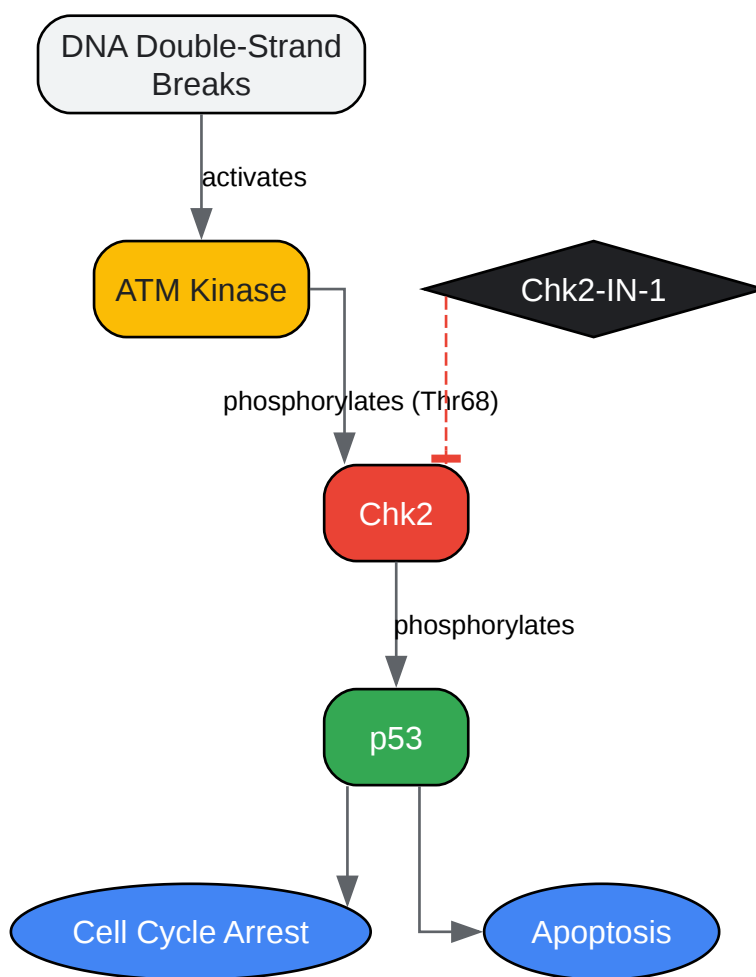 DNA Double-Strand
Breaks
activates
ATM Kinase
Chk2-IN-1
phosphorylates (Thr68)
Chk2
phosphorylates
p53
Cell Cycle Arrest
Apoptosis